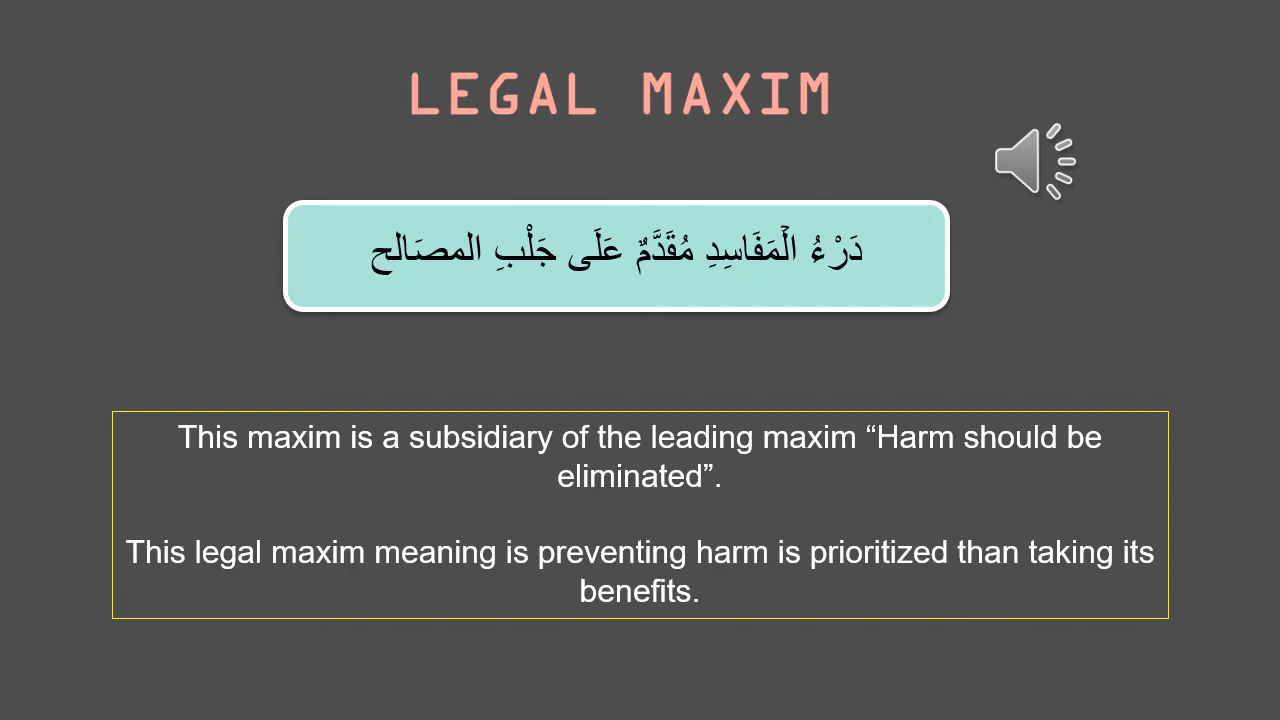 LEGAL MAXIM
دَرْءُ الْمَفَاسِدِ مُقَدَّمٌ عَلَى جَلْبِ المصَالح
This maxim is a subsidiary of the leading maxim “Harm should be
eliminated”.
This legal maxim meaning is preventing harm is prioritized than taking its
benefits.